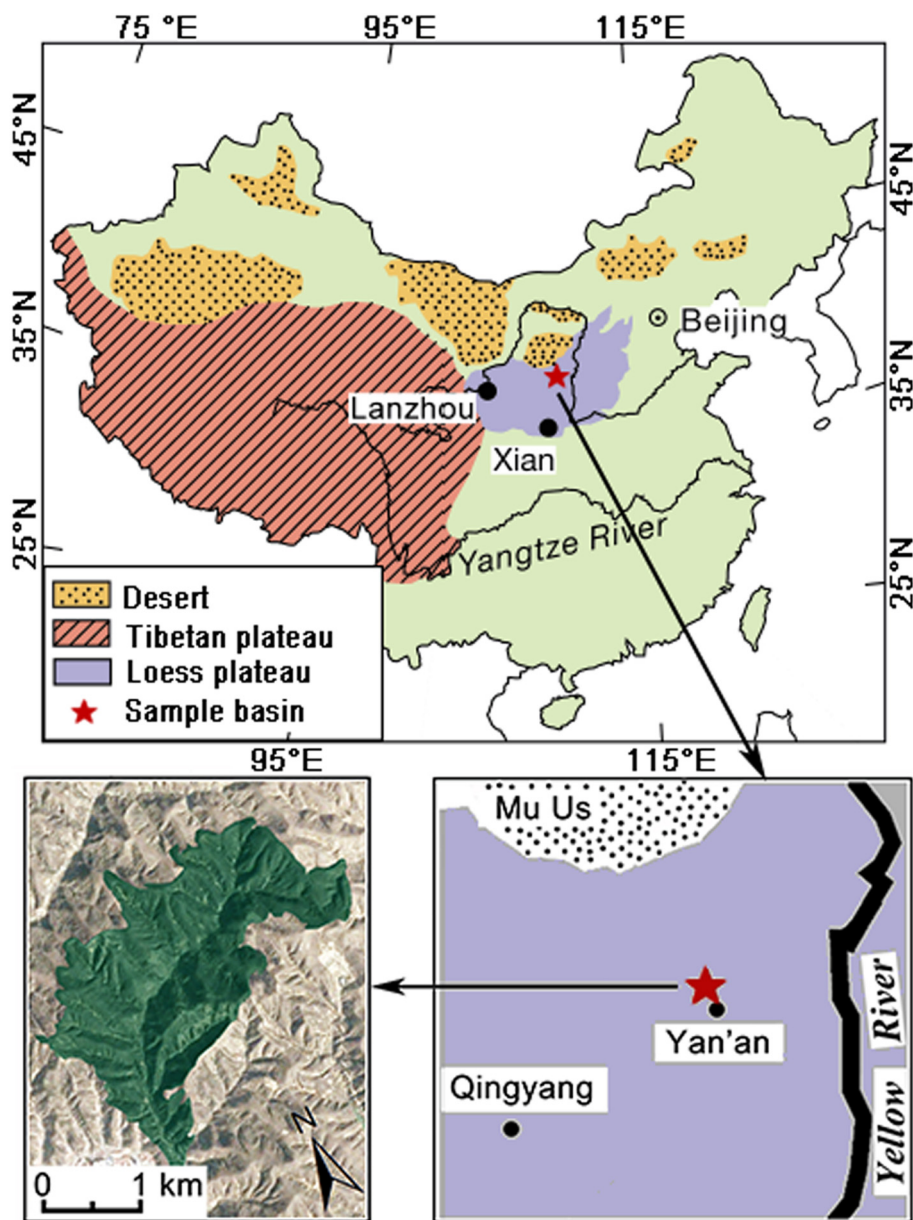 75 °E
95°E
115°E
45°N
45°N
35°N
35°N
25°N
25°N
Beijing
Lanzhou
Xian
Yangtze River
Desert
Tibetan plateau
Loess plateau
Sample basin
95°E
115°E
Mu Us
Yan'an
Qingyang
Yellow River
N
0 1 km